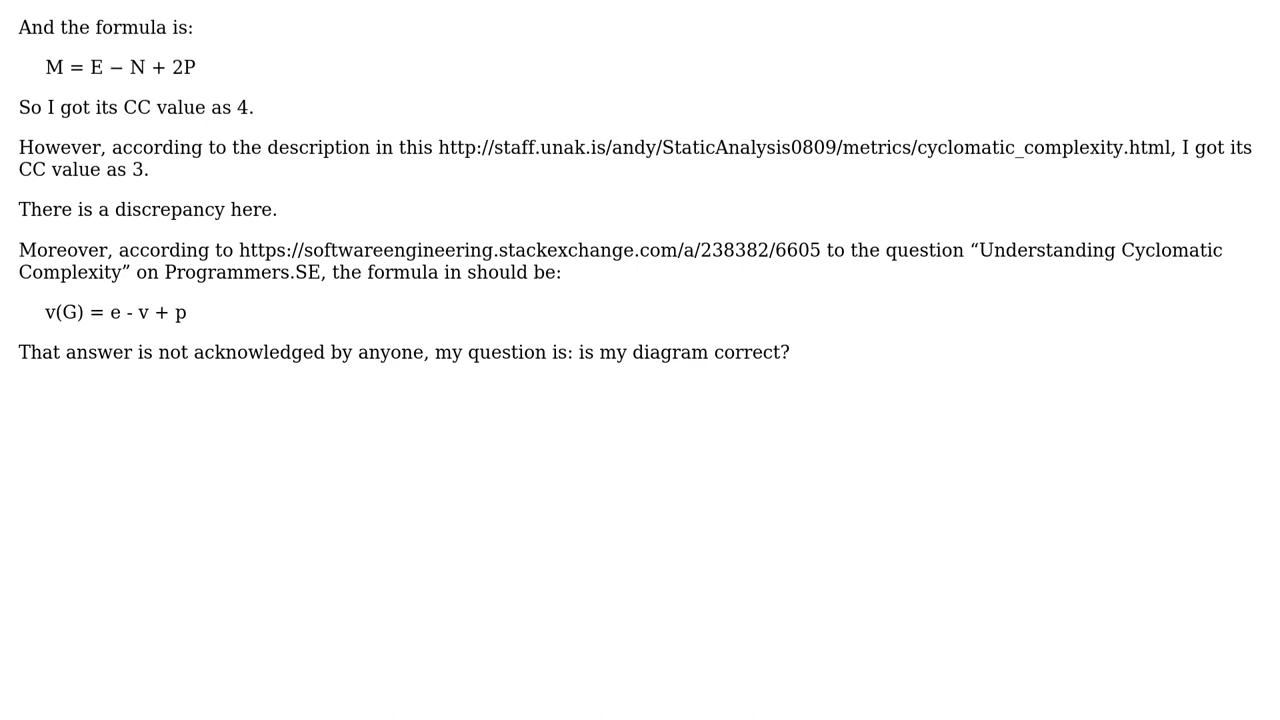 And the formula is:
M = E − N + 2P
So I got its CC value as 4.
However, according to the description in this http://staff.unak.is/andy/StaticAnalysis0809/metrics/cyclomatic_complexity.html, I got its
CC value as 3.
There is a discrepancy here.
Moreover, according to https://softwareengineering.stackexchange.com/a/238382/6605 to the question “Understanding Cyclomatic
Complexity” on Programmers.SE, the formula in should be:
v(G) = e - v + p
That answer is not acknowledged by anyone, my question is: is my diagram correct?